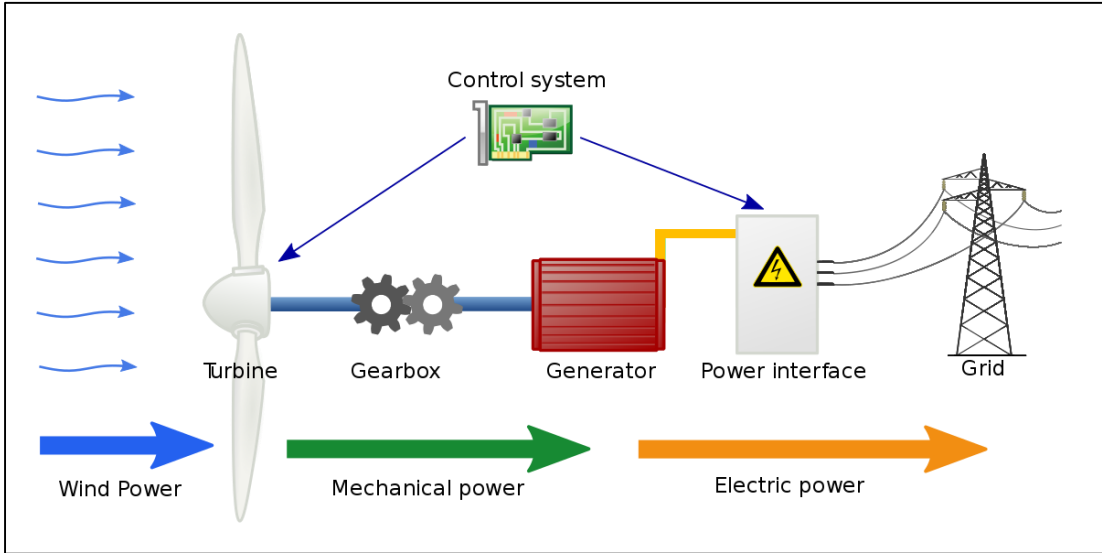 Control system
Turbine
Gearbox
Generator
Power interface
Grid
Wind Power
Mechanical power
Electric power